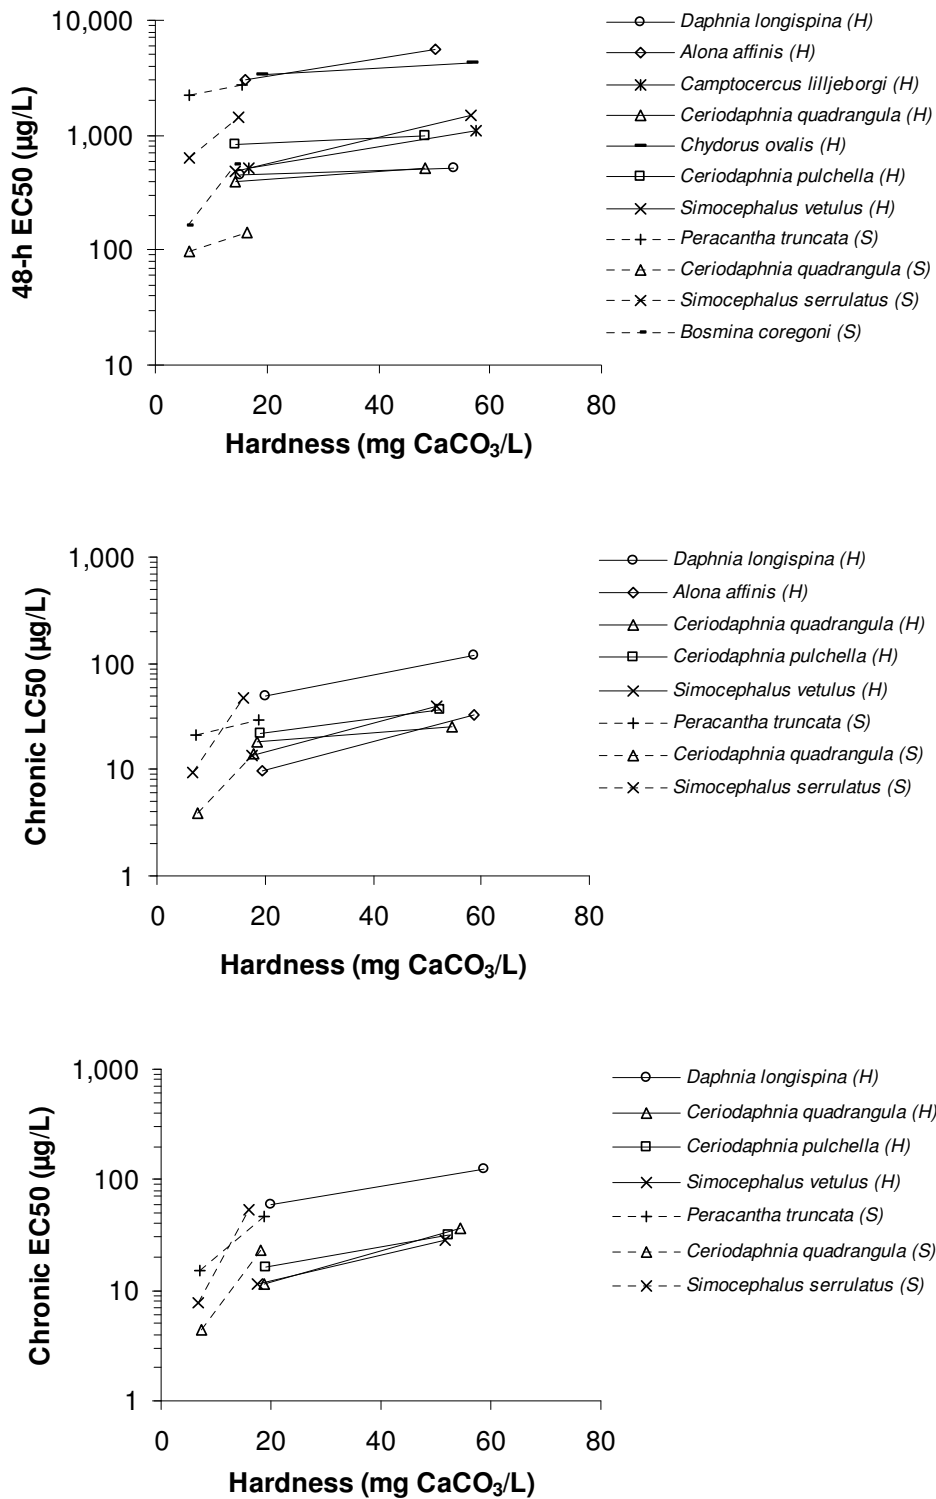 10,000
1,000
100
10
48-h EC50 (µg/L)
0 20 40 60 80
Hardness (mg CaCO₃/L)
Daphnia longispina (H)
Alona affinis (H)
Camptocercus lilljeborgi (H)
Ceriodaphnia quadrangula (H)
Chydorus ovalis (H)
Ceriodaphnia pulchella (H)
Simocephalus vetulus (H)
Peracantha truncata (S)
Ceriodaphnia quadrangula (S)
Simocephalus serrulatus (S)
Bosmina coregoni (S)
1,000
100
10
1
Chronic LC50 (µg/L)
0 20 40 60 80
Hardness (mg CaCO₃/L)
Daphnia longispina (H)
Alona affinis (H)
Ceriodaphnia quadrangula (H)
Ceriodaphnia pulchella (H)
Simocephalus vetulus (H)
Peracantha truncata (S)
Ceriodaphnia quadrangula (S)
Simocephalus serrulatus (S)
1,000
100
10
1
Chronic EC50 (µg/L)
0 20 40 60 80
Hardness (mg CaCO₃/L)
Daphnia longispina (H)
Ceriodaphnia quadrangula (H)
Ceriodaphnia pulchella (H)
Simocephalus vetulus (H)
Peracantha truncata (S)
Ceriodaphnia quadrangula (S)
Simocephalus serrulatus (S)